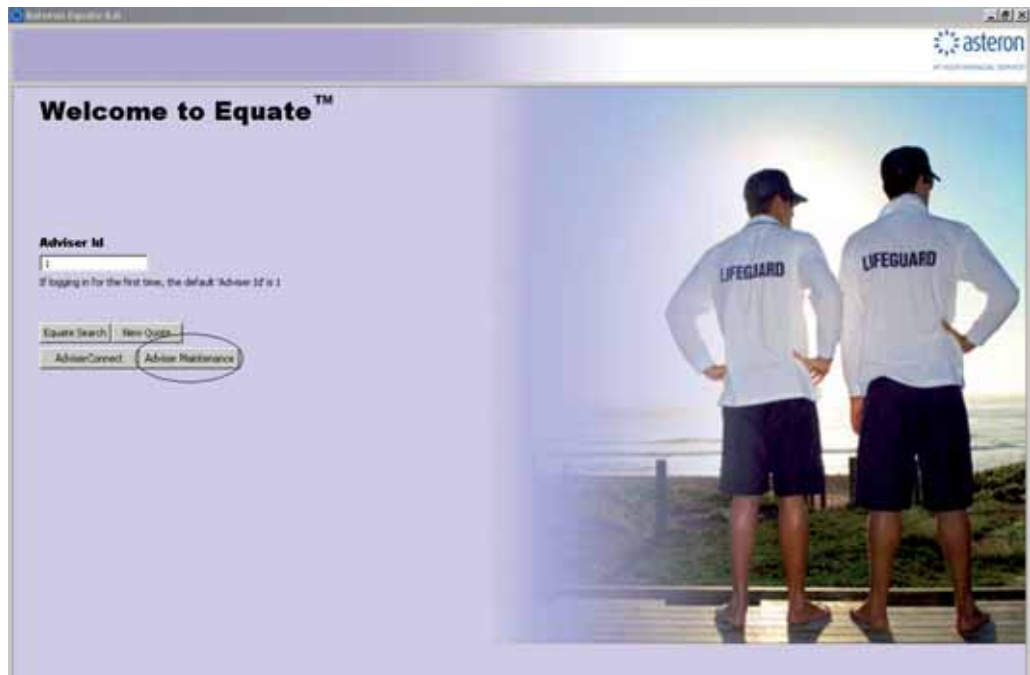 asteron
Welcome to Equate™
Adviser Id
1
If logging in for the first time, the default 'Adviser Id' is 1
Equate Search New Quote
AdviserConnect Adviser Maintenance
LIFEGUARD
LIFEGUARD